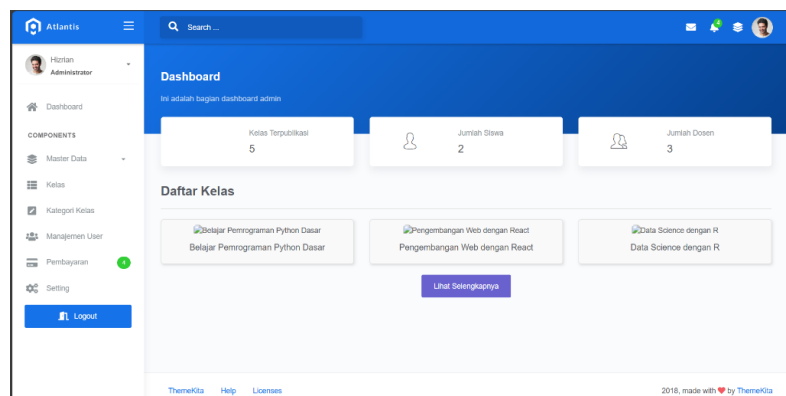 Atlantis
Search ...
4
Hizrian
Administrator
Dashboard
COMPONENTS
Master Data
Kelas
Kategori Kelas
Manajemen User
Pembayaran 4
Setting
Logout
Dashboard
Ini adalah bagian dashboard admin
Kelas Terpublikasi
5
Jumlah Siswa
2
Jumlah Dosen
3
Daftar Kelas
Belajar Pemrograman Python Dasar
Belajar Pemrograman Python Dasar
Pengembangan Web dengan React
Pengembangan Web dengan React
Data Science dengan R
Data Science dengan R
Lihat Selengkapnya
ThemeKita Help Licenses
2018, made with ❤ by ThemeKita